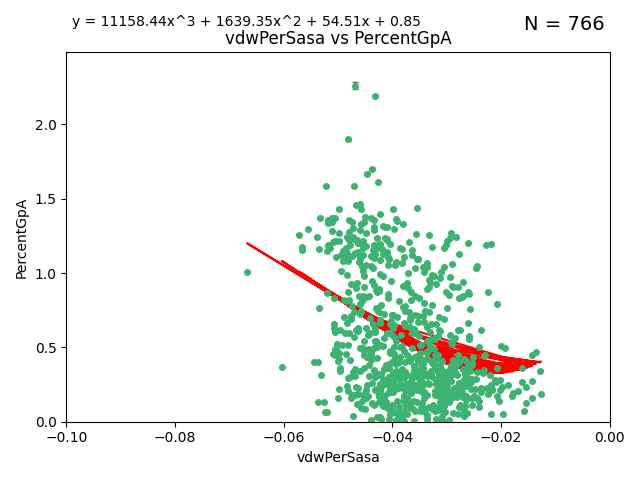 y = 11158.44x^3 + 1639.35x^2 + 54.51x + 0.85
N = 766
vdwPerSasa vs PercentGpA
PercentGpA
2.0
1.5
1.0
0.5
0.0
−0.10
−0.08
−0.06
−0.04
−0.02
0.00
vdwPerSasa